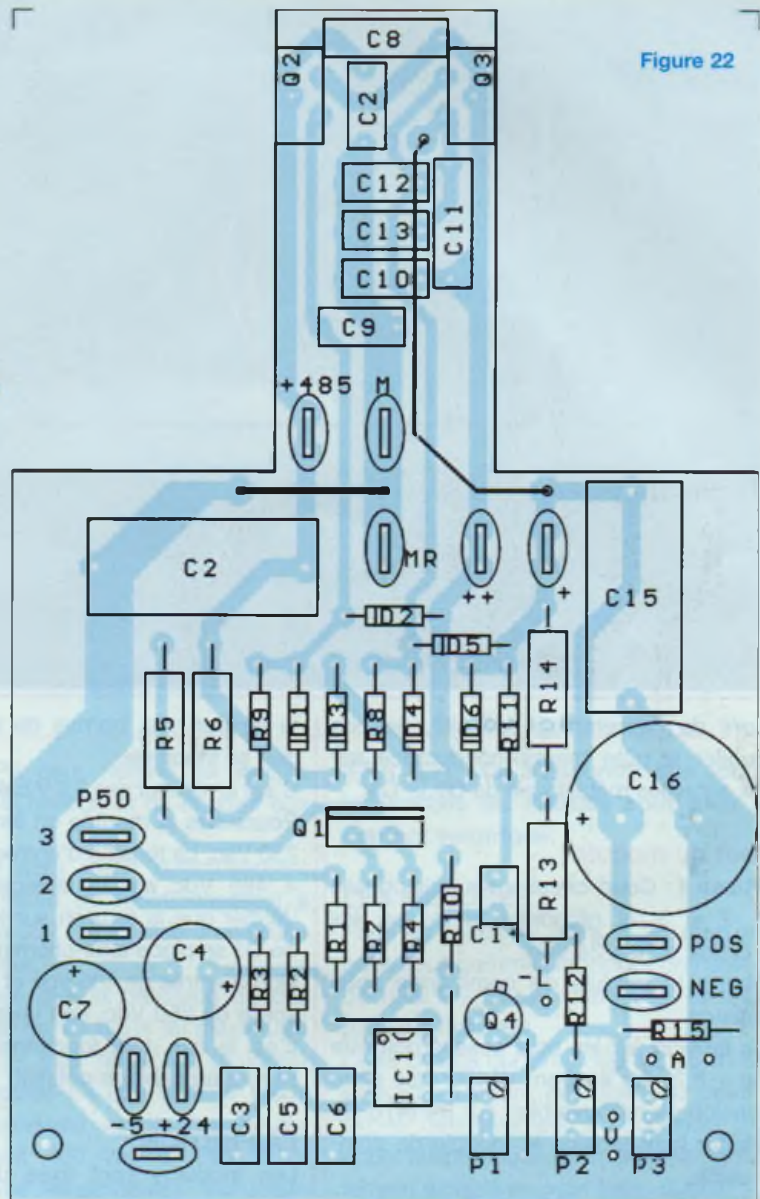 Figure 22
C8
Q2
Q3
C2
C12
C11
C13
C10
C9
+485 M
C2
MR
++
+
C15
D2
D5
R5
R6
R9
D1
D3
R8
D4
D6
R11
R14
C16
+
P50
Q1
3
2
1
R13
R10
C1+
R1
R7
R4
R3
R2
C4
+
C7
+
POS
NEG
-L
R12
Q4
R15
A
IC1
-5 +24
C3
C5
C6
P1
P2
V
P3